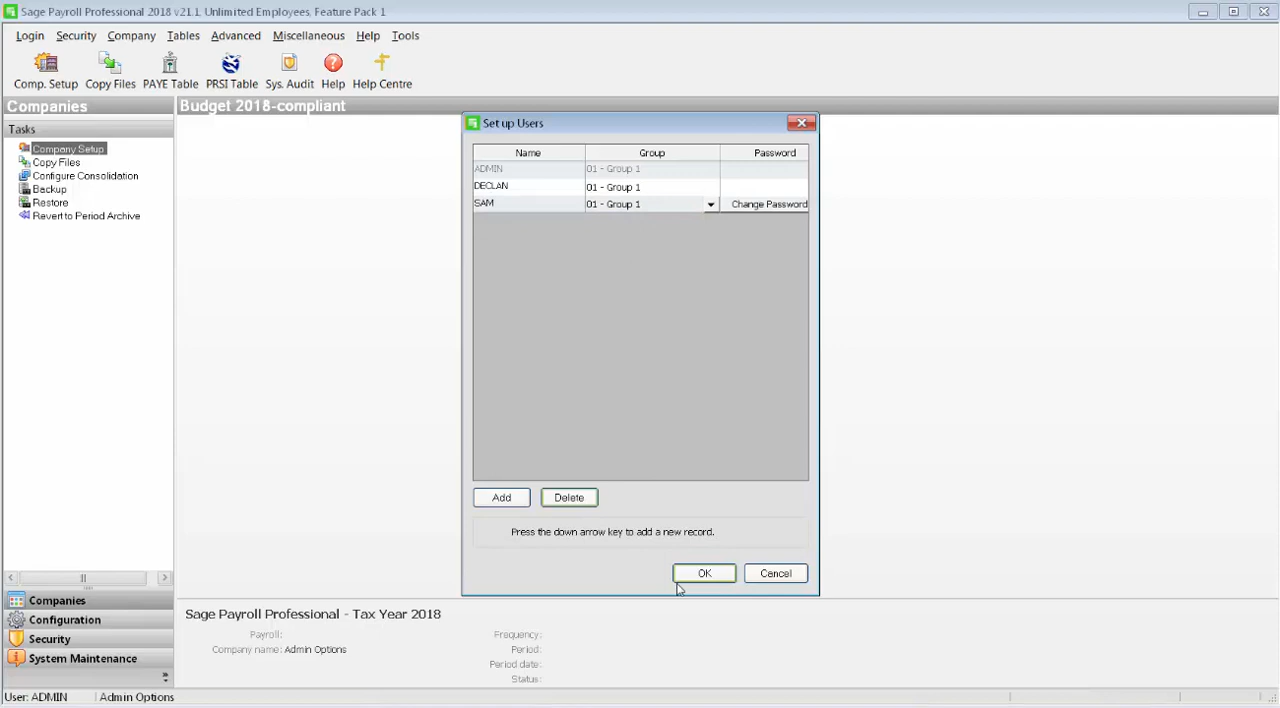 Sage Payroll Professional 2018 v21.1, Unlimited Employees, Feature Pack 1
Login Security Company Tables Advanced Miscellaneous Help Tools
Comp. Setup Copy Files PAYE Table PRSI Table Sys. Audit Help Help Centre
Companies
Budget 2018-compliant
Tasks
Company Setup
Copy Files
Configure Consolidation
Backup
Restore
Revert to Period Archive
Set up Users
Name Group Password
ADMIN 01 - Group 1
DECLAN 01 - Group 1
SAM 01 - Group 1 Change Password
Add Delete
Press the down arrow key to add a new record.
OK Cancel
Companies
Configuration
Security
System Maintenance
Sage Payroll Professional - Tax Year 2018
Payroll: Frequency:
Company name: Admin Options Period:
Period date:
Status:
User: ADMIN Admin Options